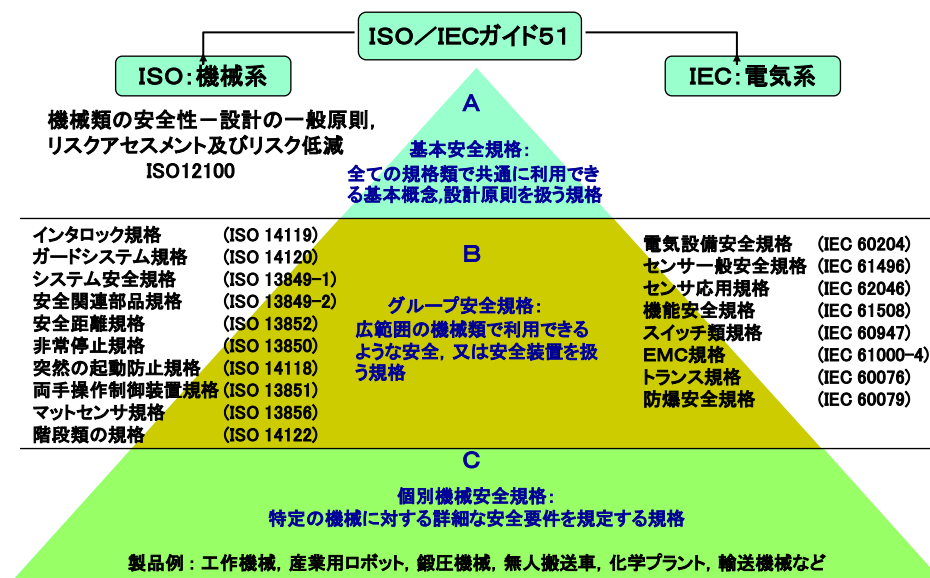 ISO／IECガイド５１
ISO：機械系
IEC：電気系
機械類の安全性－設計の一般原則，
リスクアセスメント及びリスク低減
ISO12100
A
基本安全規格：
全ての規格類で共通に利用でき
る基本概念,設計原則を扱う規格
インタロック規格 (ISO 14119)
ガードシステム規格 (ISO 14120)
システム安全規格 (ISO 13849-1)
安全関連部品規格 (ISO 13849-2)
安全距離規格 (ISO 13852)
非常停止規格 (ISO 13850)
突然の起動防止規格 (ISO 14118)
両手操作制御装置規格 (ISO 13851)
マットセンサ規格 (ISO 13856)
階段類の規格 (ISO 14122)
B
グループ安全規格：
広範囲の機械類で利用できる
ような安全，又は安全装置を扱
う規格
電気設備安全規格 (IEC 60204)
センサ一般安全規格 (IEC 61496)
センサ応用規格 (IEC 62046)
機能安全規格 (IEC 61508)
スイッチ類規格 (IEC 60947)
EMC規格 (IEC 61000-4)
トランス規格 (IEC 60076)
防爆安全規格 (IEC 60079)
C
個別機械安全規格：
特定の機械に対する詳細な安全要件を規定する規格
製品例：工作機械，産業用ロボット，鍛圧機械，無人搬送車，化学プラント，輸送機械など